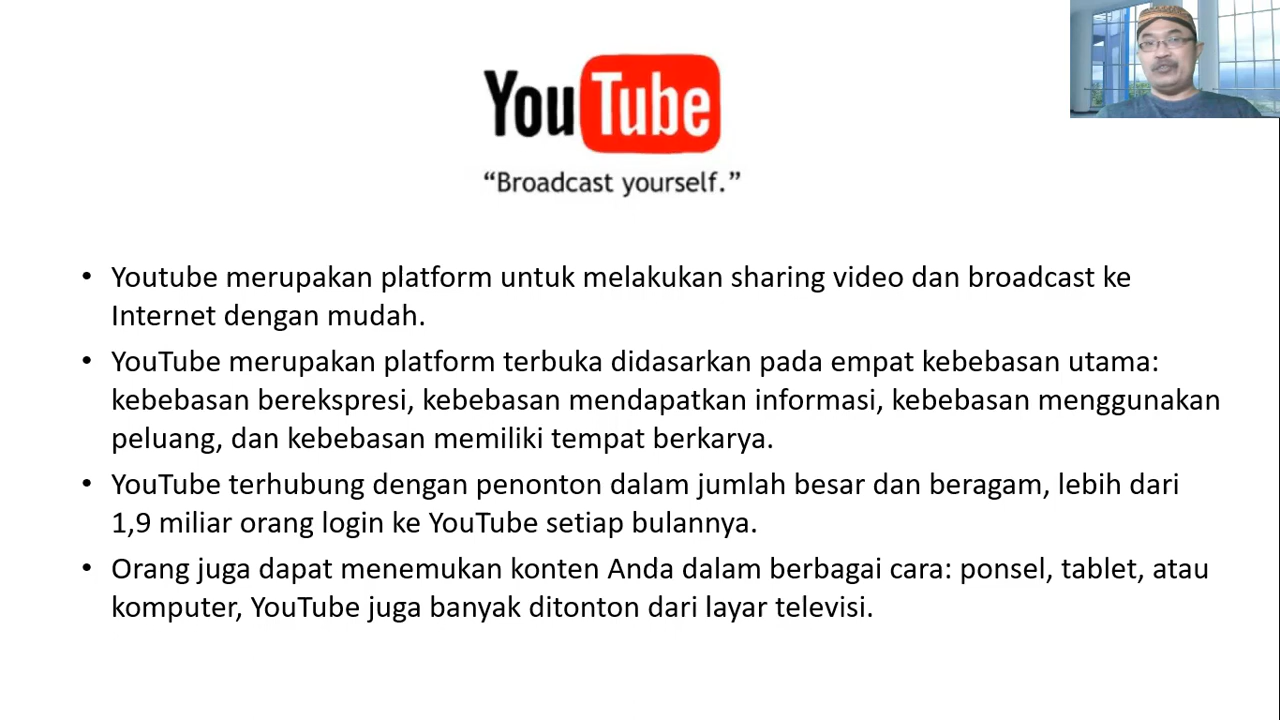 YouTube
“Broadcast yourself.”
• Youtube merupakan platform untuk melakukan sharing video dan broadcast ke
Internet dengan mudah.
• YouTube merupakan platform terbuka didasarkan pada empat kebebasan utama:
kebebasan berekspresi, kebebasan mendapatkan informasi, kebebasan menggunakan
peluang, dan kebebasan memiliki tempat berkarya.
• YouTube terhubung dengan penonton dalam jumlah besar dan beragam, lebih dari
1,9 miliar orang login ke YouTube setiap bulannya.
• Orang juga dapat menemukan konten Anda dalam berbagai cara: ponsel, tablet, atau
komputer, YouTube juga banyak ditonton dari layar televisi.